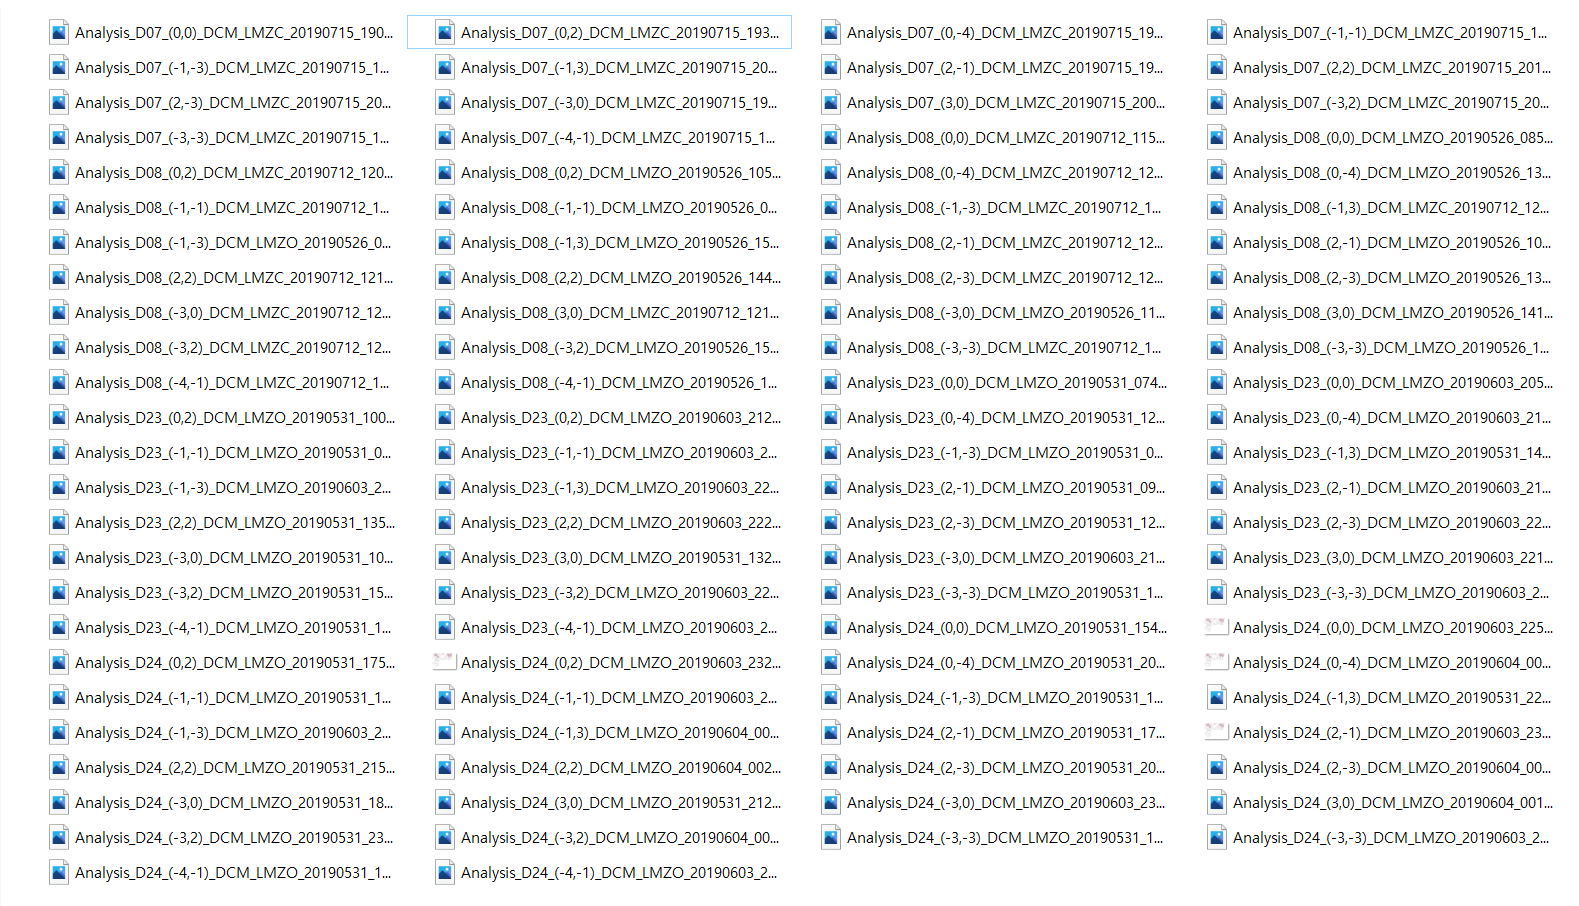 Analysis_D07_(0,0)_DCM_LMZC_20190715_190...
Analysis_D07_(0,2)_DCM_LMZC_20190715_193...
Analysis_D07_(0,-4)_DCM_LMZC_20190715_19...
Analysis_D07_(-1,-1)_DCM_LMZC_20190715_1...
Analysis_D07_(-1,-3)_DCM_LMZC_20190715_1...
Analysis_D07_(-1,3)_DCM_LMZC_20190715_20...
Analysis_D07_(2,-1)_DCM_LMZC_20190715_19...
Analysis_D07_(2,2)_DCM_LMZC_20190715_201...
Analysis_D07_(2,-3)_DCM_LMZC_20190715_20...
Analysis_D07_(-3,0)_DCM_LMZC_20190715_19...
Analysis_D07_(3,0)_DCM_LMZC_20190715_200...
Analysis_D07_(-3,2)_DCM_LMZC_20190715_20...
Analysis_D07_(-3,-3)_DCM_LMZC_20190715_1...
Analysis_D07_(-4,-1)_DCM_LMZC_20190715_1...
Analysis_D08_(0,0)_DCM_LMZC_20190712_115...
Analysis_D08_(0,0)_DCM_LMZO_20190526_085...
Analysis_D08_(0,2)_DCM_LMZC_20190712_120...
Analysis_D08_(0,2)_DCM_LMZO_20190526_105...
Analysis_D08_(0,-4)_DCM_LMZC_20190712_12...
Analysis_D08_(0,-4)_DCM_LMZO_20190526_13...
Analysis_D08_(-1,-1)_DCM_LMZC_20190712_1...
Analysis_D08_(-1,-1)_DCM_LMZO_20190526_0...
Analysis_D08_(-1,-3)_DCM_LMZC_20190712_1...
Analysis_D08_(-1,3)_DCM_LMZC_20190712_12...
Analysis_D08_(-1,-3)_DCM_LMZO_20190526_0...
Analysis_D08_(-1,3)_DCM_LMZO_20190526_15...
Analysis_D08_(2,-1)_DCM_LMZC_20190712_12...
Analysis_D08_(2,-1)_DCM_LMZO_20190526_10...
Analysis_D08_(2,2)_DCM_LMZC_20190712_121...
Analysis_D08_(2,2)_DCM_LMZO_20190526_144...
Analysis_D08_(2,-3)_DCM_LMZC_20190712_12...
Analysis_D08_(2,-3)_DCM_LMZO_20190526_13...
Analysis_D08_(-3,0)_DCM_LMZC_20190712_12...
Analysis_D08_(3,0)_DCM_LMZC_20190712_121...
Analysis_D08_(-3,0)_DCM_LMZO_20190526_11...
Analysis_D08_(3,0)_DCM_LMZO_20190526_141...
Analysis_D08_(-3,2)_DCM_LMZC_20190712_12...
Analysis_D08_(-3,2)_DCM_LMZO_20190526_15...
Analysis_D08_(-3,-3)_DCM_LMZC_20190712_1...
Analysis_D08_(-3,-3)_DCM_LMZO_20190526_1...
Analysis_D08_(-4,-1)_DCM_LMZC_20190712_1...
Analysis_D08_(-4,-1)_DCM_LMZO_20190526_1...
Analysis_D23_(0,0)_DCM_LMZO_20190531_074...
Analysis_D23_(0,0)_DCM_LMZO_20190603_205...
Analysis_D23_(0,2)_DCM_LMZO_20190531_100...
Analysis_D23_(0,2)_DCM_LMZO_20190603_212...
Analysis_D23_(0,-4)_DCM_LMZO_20190531_12...
Analysis_D23_(0,-4)_DCM_LMZO_20190603_21...
Analysis_D23_(-1,-1)_DCM_LMZO_20190531_0...
Analysis_D23_(-1,-1)_DCM_LMZO_20190603_2...
Analysis_D23_(-1,-3)_DCM_LMZO_20190531_0...
Analysis_D23_(-1,3)_DCM_LMZO_20190531_14...
Analysis_D23_(-1,-3)_DCM_LMZO_20190603_2...
Analysis_D23_(-1,3)_DCM_LMZO_20190603_22...
Analysis_D23_(2,-1)_DCM_LMZO_20190531_09...
Analysis_D23_(2,-1)_DCM_LMZO_20190603_21...
Analysis_D23_(2,2)_DCM_LMZO_20190531_135...
Analysis_D23_(2,2)_DCM_LMZO_20190603_222...
Analysis_D23_(2,-3)_DCM_LMZO_20190531_12...
Analysis_D23_(2,-3)_DCM_LMZO_20190603_22...
Analysis_D23_(-3,0)_DCM_LMZO_20190531_10...
Analysis_D23_(3,0)_DCM_LMZO_20190531_132...
Analysis_D23_(-3,0)_DCM_LMZO_20190603_21...
Analysis_D23_(3,0)_DCM_LMZO_20190603_221...
Analysis_D23_(-3,2)_DCM_LMZO_20190531_15...
Analysis_D23_(-3,2)_DCM_LMZO_20190603_22...
Analysis_D23_(-3,-3)_DCM_LMZO_20190531_1...
Analysis_D23_(-3,-3)_DCM_LMZO_20190603_2...
Analysis_D23_(-4,-1)_DCM_LMZO_20190531_1...
Analysis_D23_(-4,-1)_DCM_LMZO_20190603_2...
Analysis_D24_(0,0)_DCM_LMZO_20190531_154...
Analysis_D24_(0,0)_DCM_LMZO_20190603_225...
Analysis_D24_(0,2)_DCM_LMZO_20190531_175...
Analysis_D24_(0,2)_DCM_LMZO_20190603_232...
Analysis_D24_(0,-4)_DCM_LMZO_20190531_20...
Analysis_D24_(0,-4)_DCM_LMZO_20190604_00...
Analysis_D24_(-1,-1)_DCM_LMZO_20190531_1...
Analysis_D24_(-1,-1)_DCM_LMZO_20190603_2...
Analysis_D24_(-1,-3)_DCM_LMZO_20190531_1...
Analysis_D24_(-1,3)_DCM_LMZO_20190531_22...
Analysis_D24_(-1,-3)_DCM_LMZO_20190603_2...
Analysis_D24_(-1,3)_DCM_LMZO_20190604_00...
Analysis_D24_(2,-1)_DCM_LMZO_20190531_17...
Analysis_D24_(2,-1)_DCM_LMZO_20190603_23...
Analysis_D24_(2,2)_DCM_LMZO_20190531_215...
Analysis_D24_(2,2)_DCM_LMZO_20190604_002...
Analysis_D24_(2,-3)_DCM_LMZO_20190531_20...
Analysis_D24_(2,-3)_DCM_LMZO_20190604_00...
Analysis_D24_(-3,0)_DCM_LMZO_20190531_18...
Analysis_D24_(3,0)_DCM_LMZO_20190531_212...
Analysis_D24_(-3,0)_DCM_LMZO_20190603_23...
Analysis_D24_(3,0)_DCM_LMZO_20190604_001...
Analysis_D24_(-3,2)_DCM_LMZO_20190531_23...
Analysis_D24_(-3,2)_DCM_LMZO_20190604_00...
Analysis_D24_(-3,-3)_DCM_LMZO_20190531_1...
Analysis_D24_(-3,-3)_DCM_LMZO_20190603_2...
Analysis_D24_(-4,-1)_DCM_LMZO_20190531_1...
Analysis_D24_(-4,-1)_DCM_LMZO_20190603_2...